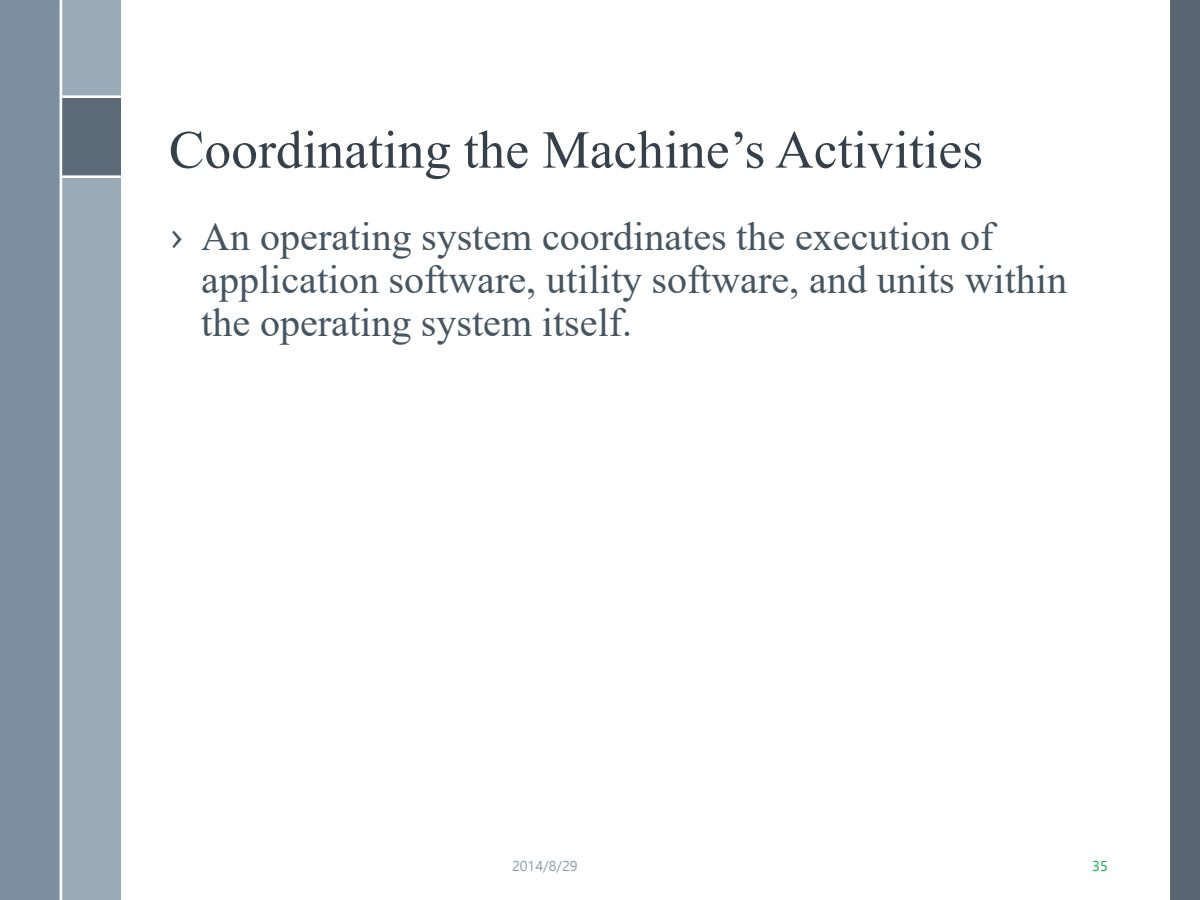 Coordinating the Machine’s Activities
› An operating system coordinates the execution of
application software, utility software, and units within
the operating system itself.
2014/8/29
35